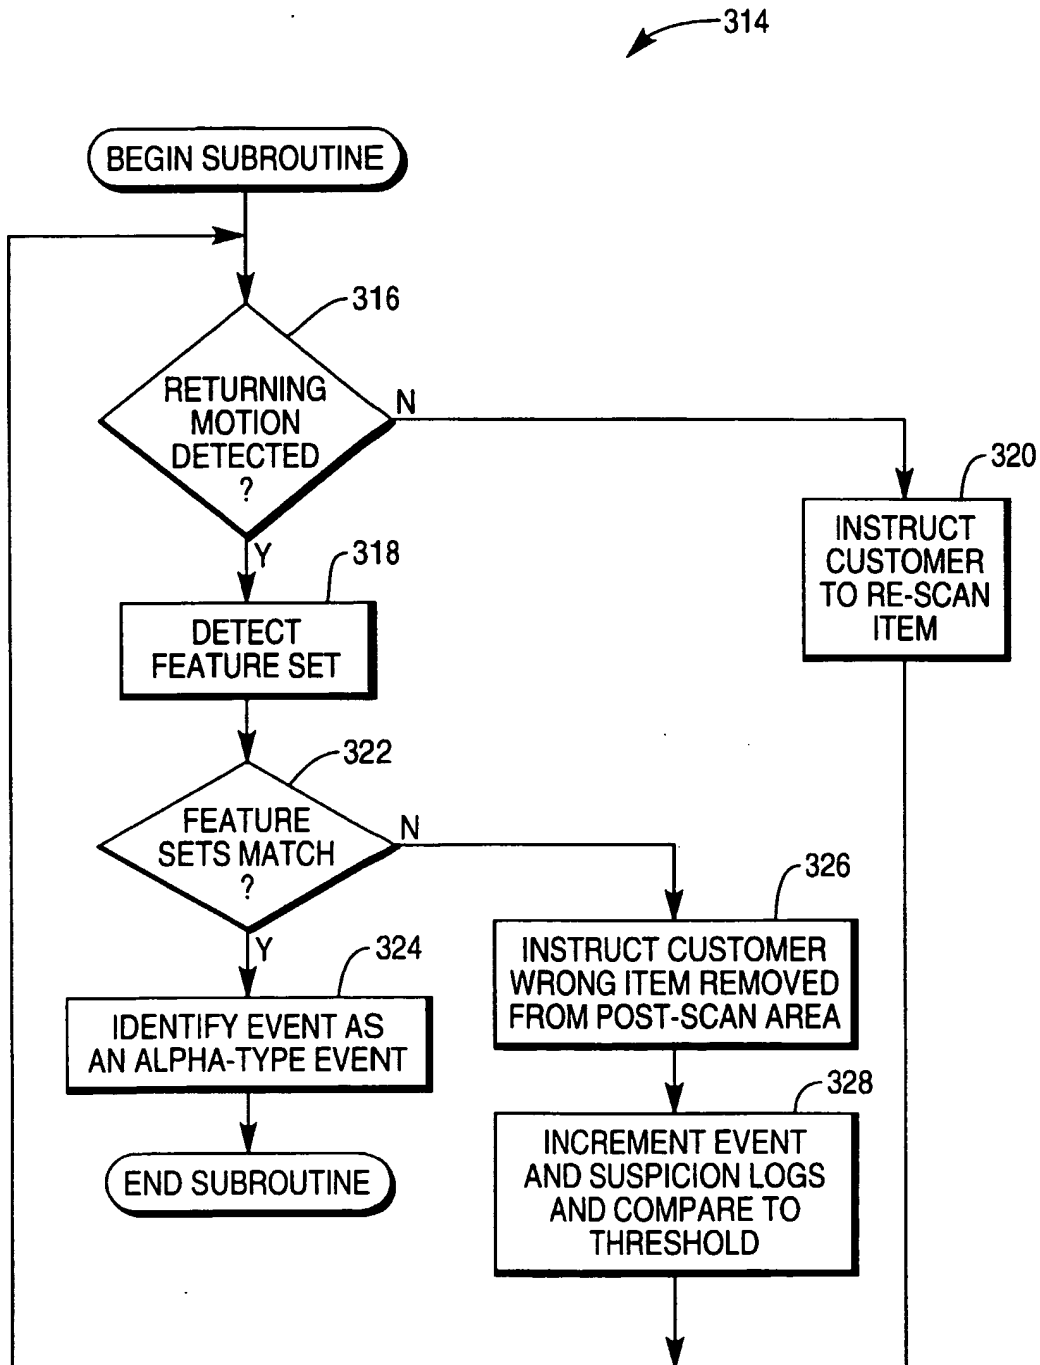 314
BEGIN SUBROUTINE
316
RETURNING
MOTION
DETECTED
?
N
Y
320
INSTRUCT
CUSTOMER
TO RE-SCAN
ITEM
318
DETECT
FEATURE SET
322
FEATURE
SETS MATCH
?
N
Y
326
INSTRUCT CUSTOMER
WRONG ITEM REMOVED
FROM POST-SCAN AREA
324
IDENTIFY EVENT AS
AN ALPHA-TYPE EVENT
328
INCREMENT EVENT
AND SUSPICION LOGS
AND COMPARE TO
THRESHOLD
END SUBROUTINE